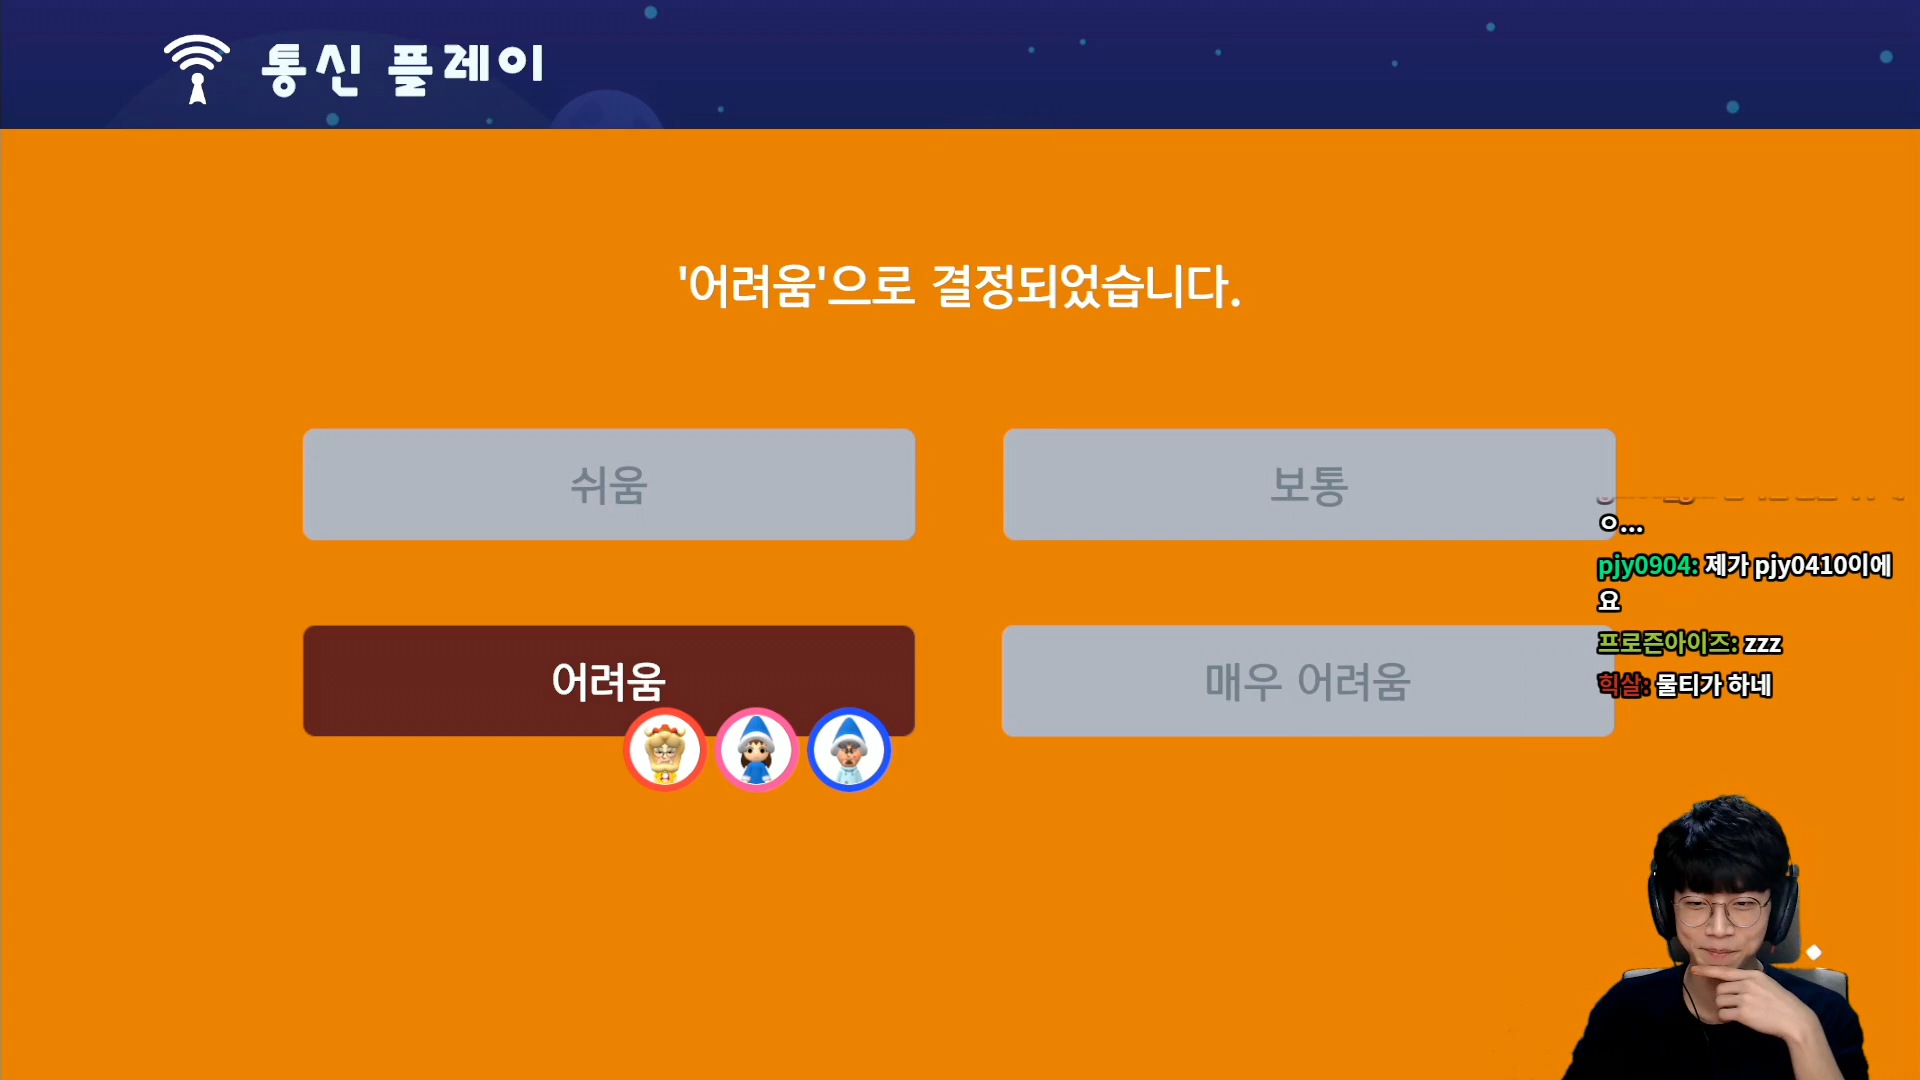 통신 플레이
'어려움'으로 결정되었습니다.
쉬움
보통
어려움
매우 어려움
ㅇ...
pjy0904: 제가 pjy0410이에
요
프로즌아이즈: zzz
힉살: 물티가 하네